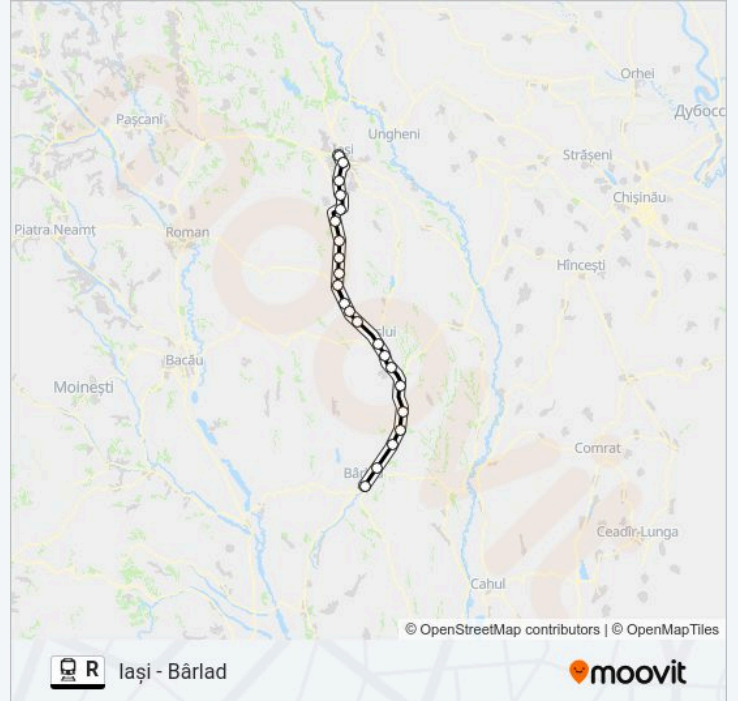 Orhei
Дубосс
Pașcani
Ungheni
Strășeni
Chișinău
Piatra Neamț
Roman
Hîncești
slui
Bacău
Moinești
Comrat
Ceadîr-Lunga
Cahul
© OpenStreetMap contributors | © OpenMapTiles
R Iași - Bârlad
moovit